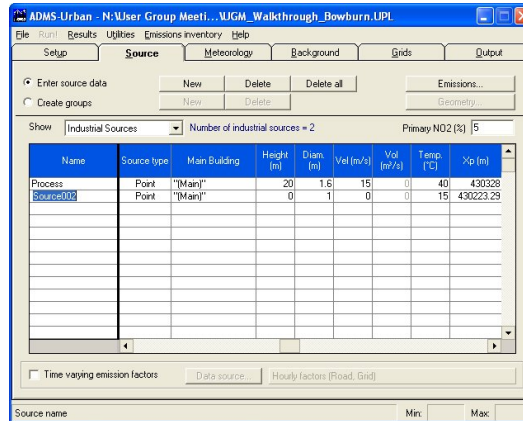 ADMS-Urban - N:\User Group Meeti...\UGM_Walkthrough_Bowburn.UPL
File Run! Results Utilities Emissions inventory Help
Setup Source Meteorology Background Grids Output
Enter source data New Delete Delete all Emissions...
Create groups New Delete Geometry...
Show Industrial Sources Number of industrial sources = 2 Primary NO2 (%) 5
Name Source type Main Building Height (m) Diam. (m) Vel (m/s) Vol (m³/s) Temp. (°C) Xp (m)
Process Point "(Main)" 20 1.6 15 0 40 430328
Source002 Point "(Main)" 0 1 0 0 15 430223.29
Time varying emission factors Data source... Hourly factors (Road, Grid)
Source name Min: Max: